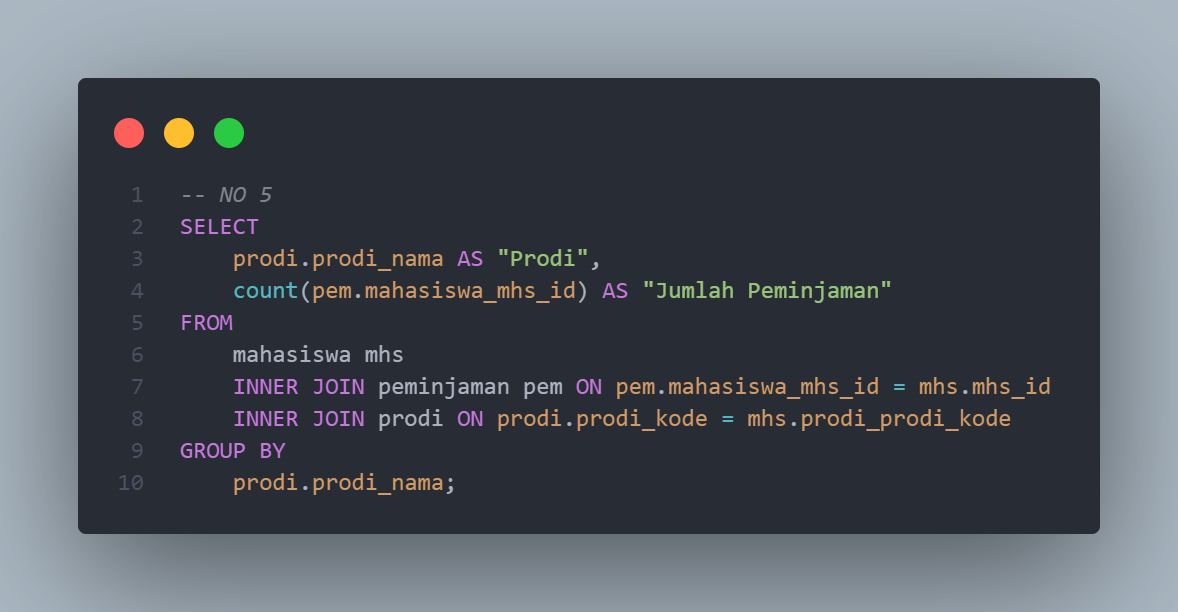 1 -- NO 5
2 SELECT
3 prodi.prodi_nama AS "Prodi",
4 count(pem.mahasiswa_mhs_id) AS "Jumlah Peminjaman"
5 FROM
6 mahasiswa mhs
7 INNER JOIN peminjaman pem ON pem.mahasiswa_mhs_id = mhs.mhs_id
8 INNER JOIN prodi ON prodi.prodi_kode = mhs.prodi_prodi_kode
9 GROUP BY
10 prodi.prodi_nama;